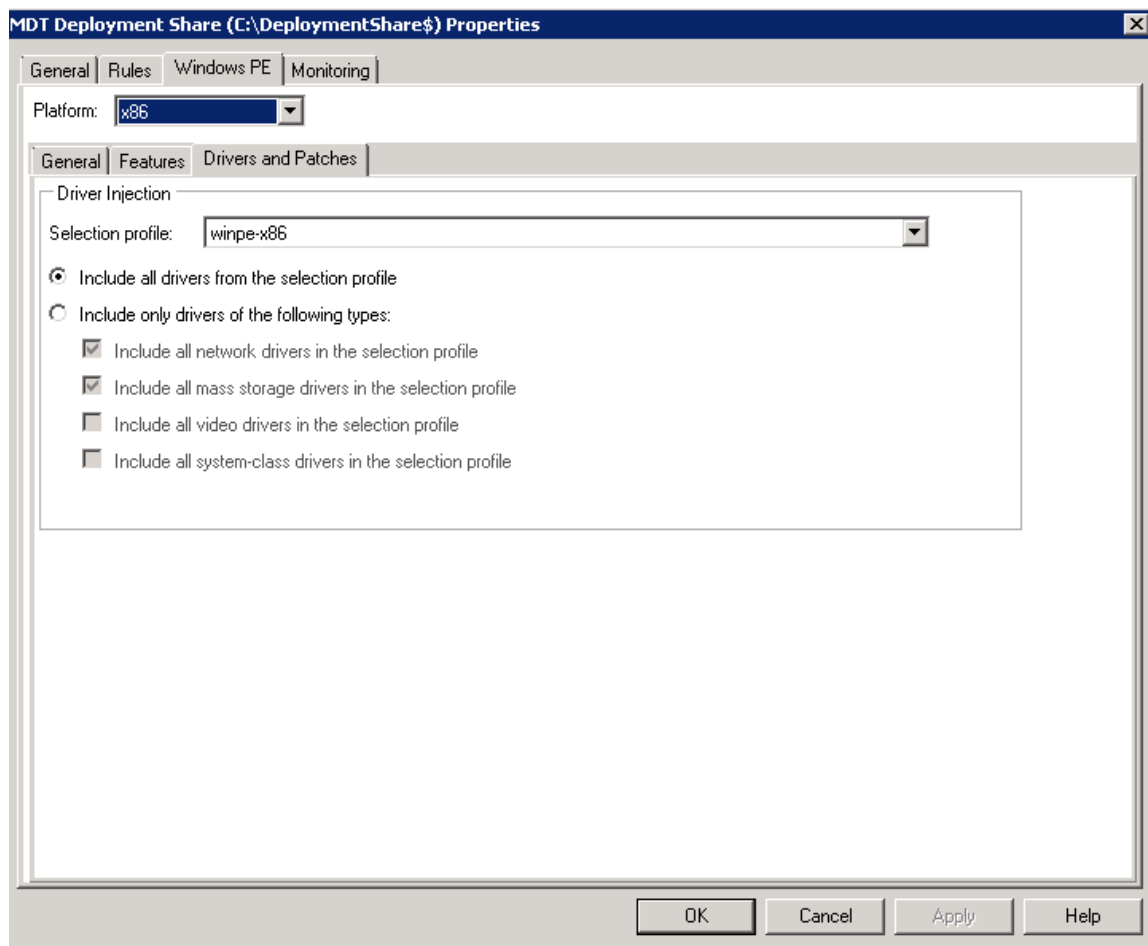 MDT Deployment Share (C:\DeploymentShare$) Properties
General Rules Windows PE Monitoring
Platform: x86
General Features Drivers and Patches
Driver Injection
Selection profile: winpe-x86
Include all drivers from the selection profile
Include only drivers of the following types:
Include all network drivers in the selection profile
Include all mass storage drivers in the selection profile
Include all video drivers in the selection profile
Include all system-class drivers in the selection profile
OK Cancel Apply Help